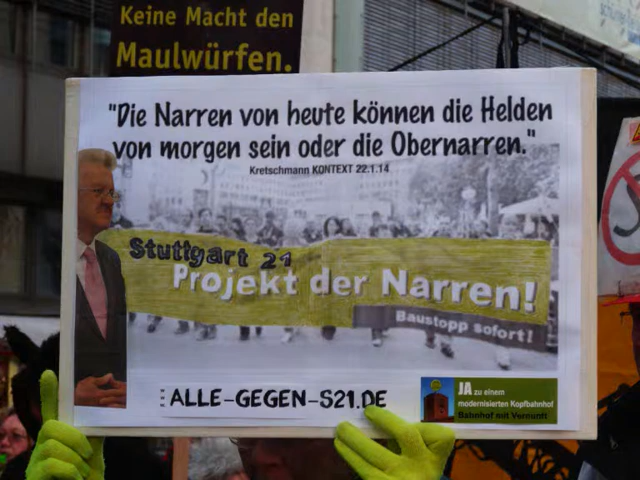 Keine Macht den
Maulwürfen.
"Die Narren von heute können die Helden
von morgen sein oder die Obernarren."
Kretschmann KONTEXT 22.1.14
Stuttgart 21
Projekt der Narren!
Baustopp sofort!
ALLE-GEGEN-S21.DE
JA zu einem
modernisierten Kopfbahnhof
Bahnhof mit Vernunft